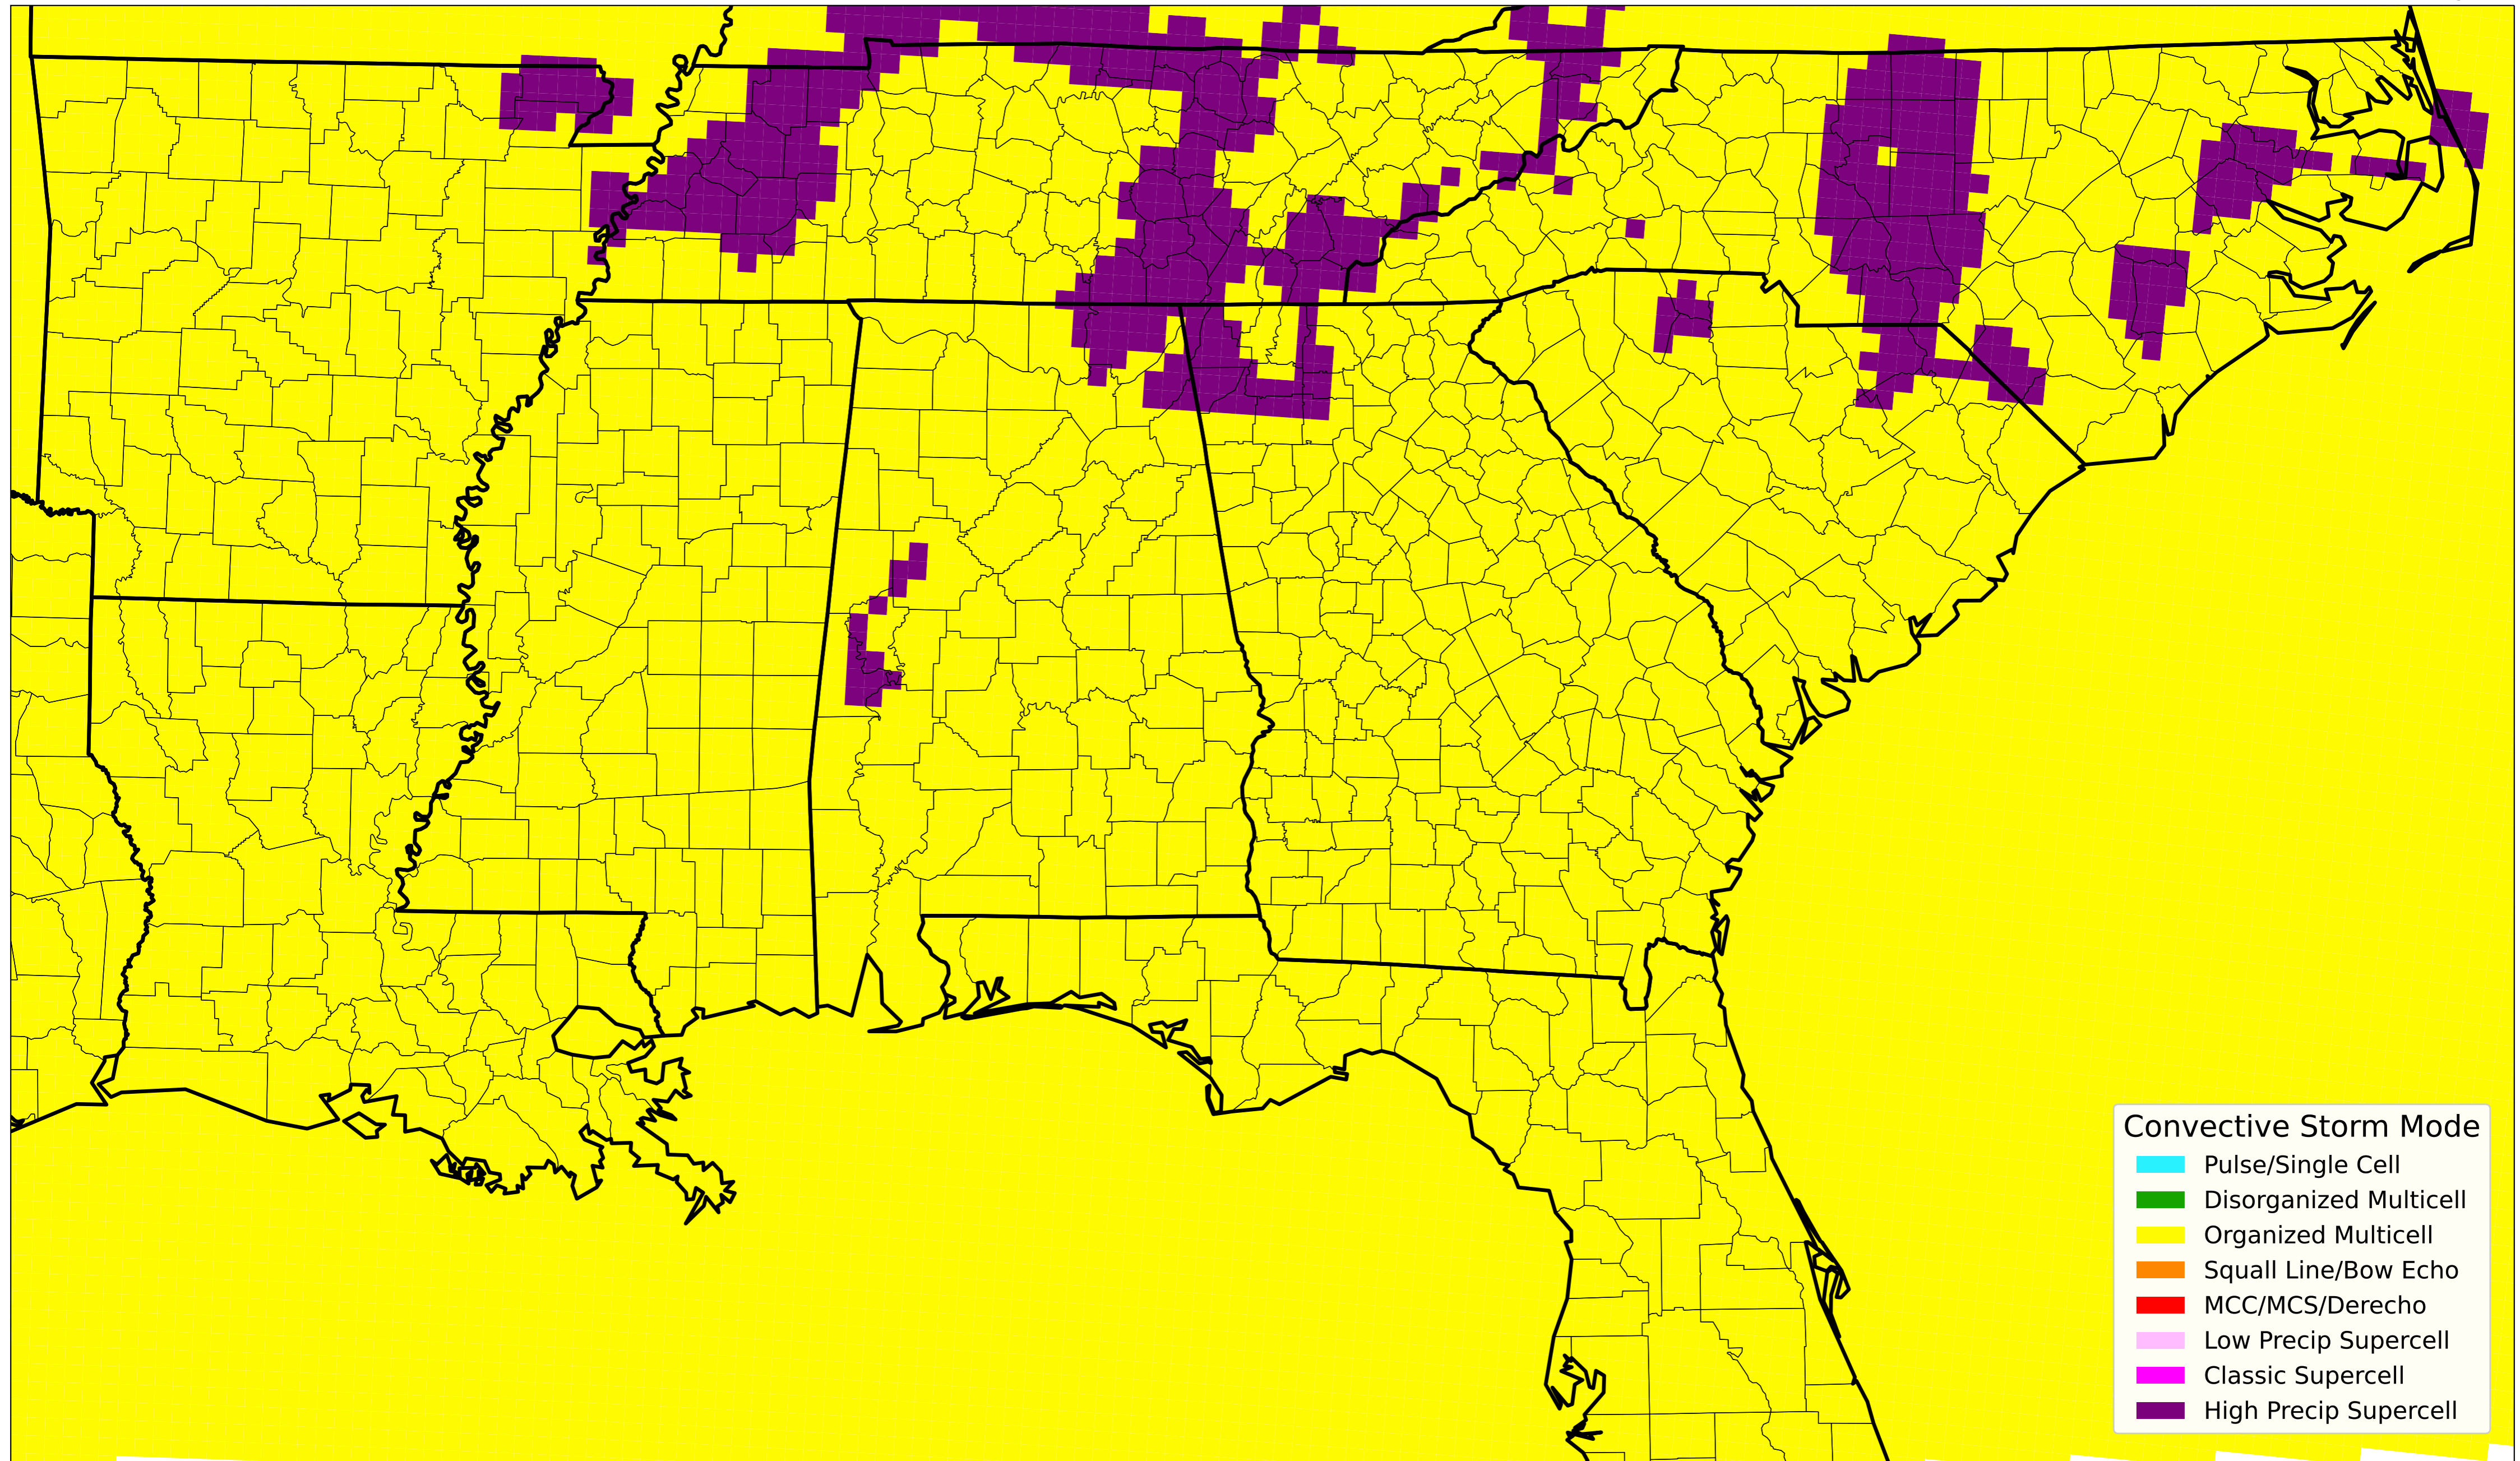 Convective Storm Mode
Pulse/Single Cell
Disorganized Multicell
Organized Multicell
Squall Line/Bow Echo
MCC/MCS/Derecho
Low Precip Supercell
Classic Supercell
High Precip Supercell